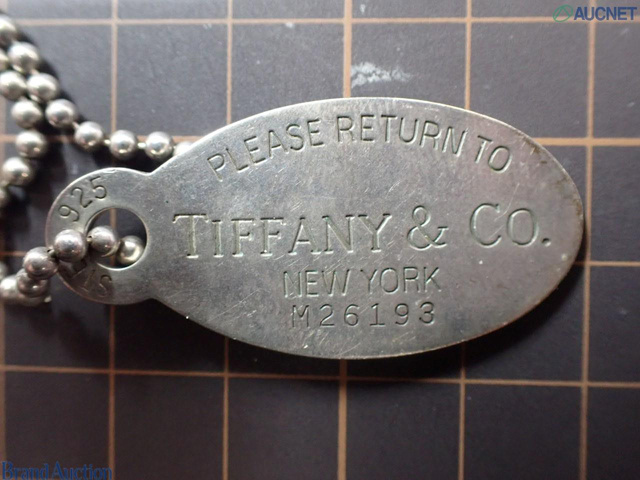 AUCNET
PLEASE RETURN TO
925
TIFFANY & CO.
NEW YORK
M26193
Brand Auction